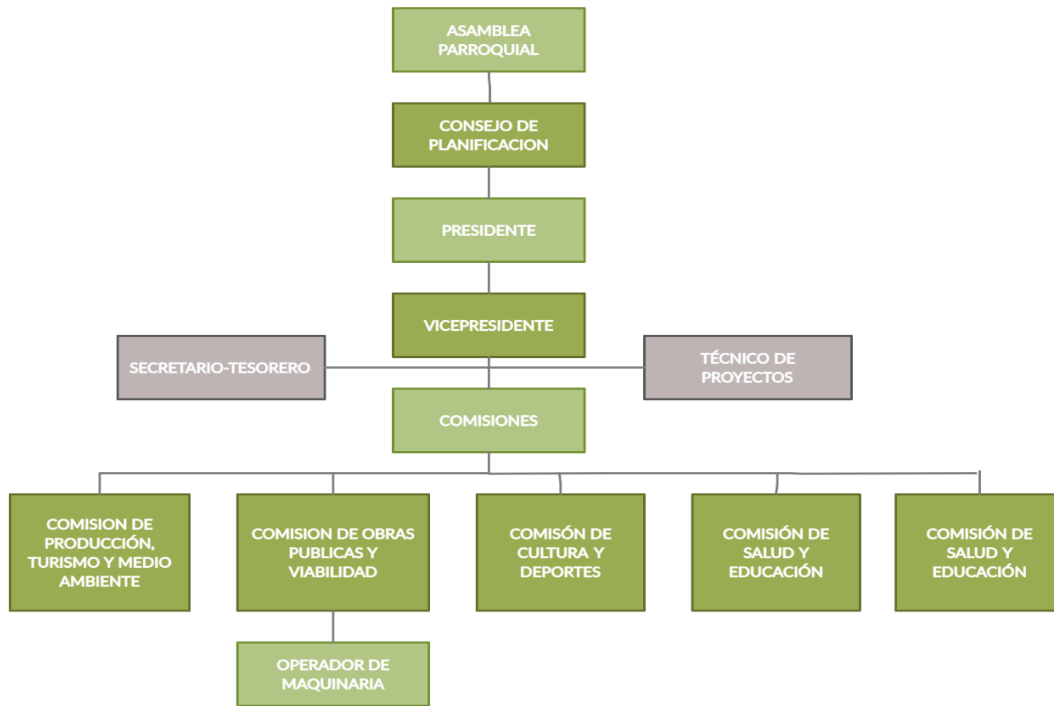 ASAMBLEA
PARROQUIAL
CONSEJO DE
PLANIFICACION
PRESIDENTE
VICEPRESIDENTE
SECRETARIO-TESORERO
TÉCNICO DE
PROYECTOS
COMISIONES
COMISION DE
PRODUCCIÓN,
TURISMO Y MEDIO
AMBIENTE
COMISION DE OBRAS
PUBLICAS Y
VIABILIDAD
COMISÓN DE
CULTURA Y
DEPORTES
COMISIÓN DE
SALUD Y
EDUCACIÓN
COMISIÓN DE
SALUD Y
EDUCACIÓN
OPERADOR DE
MAQUINARIA